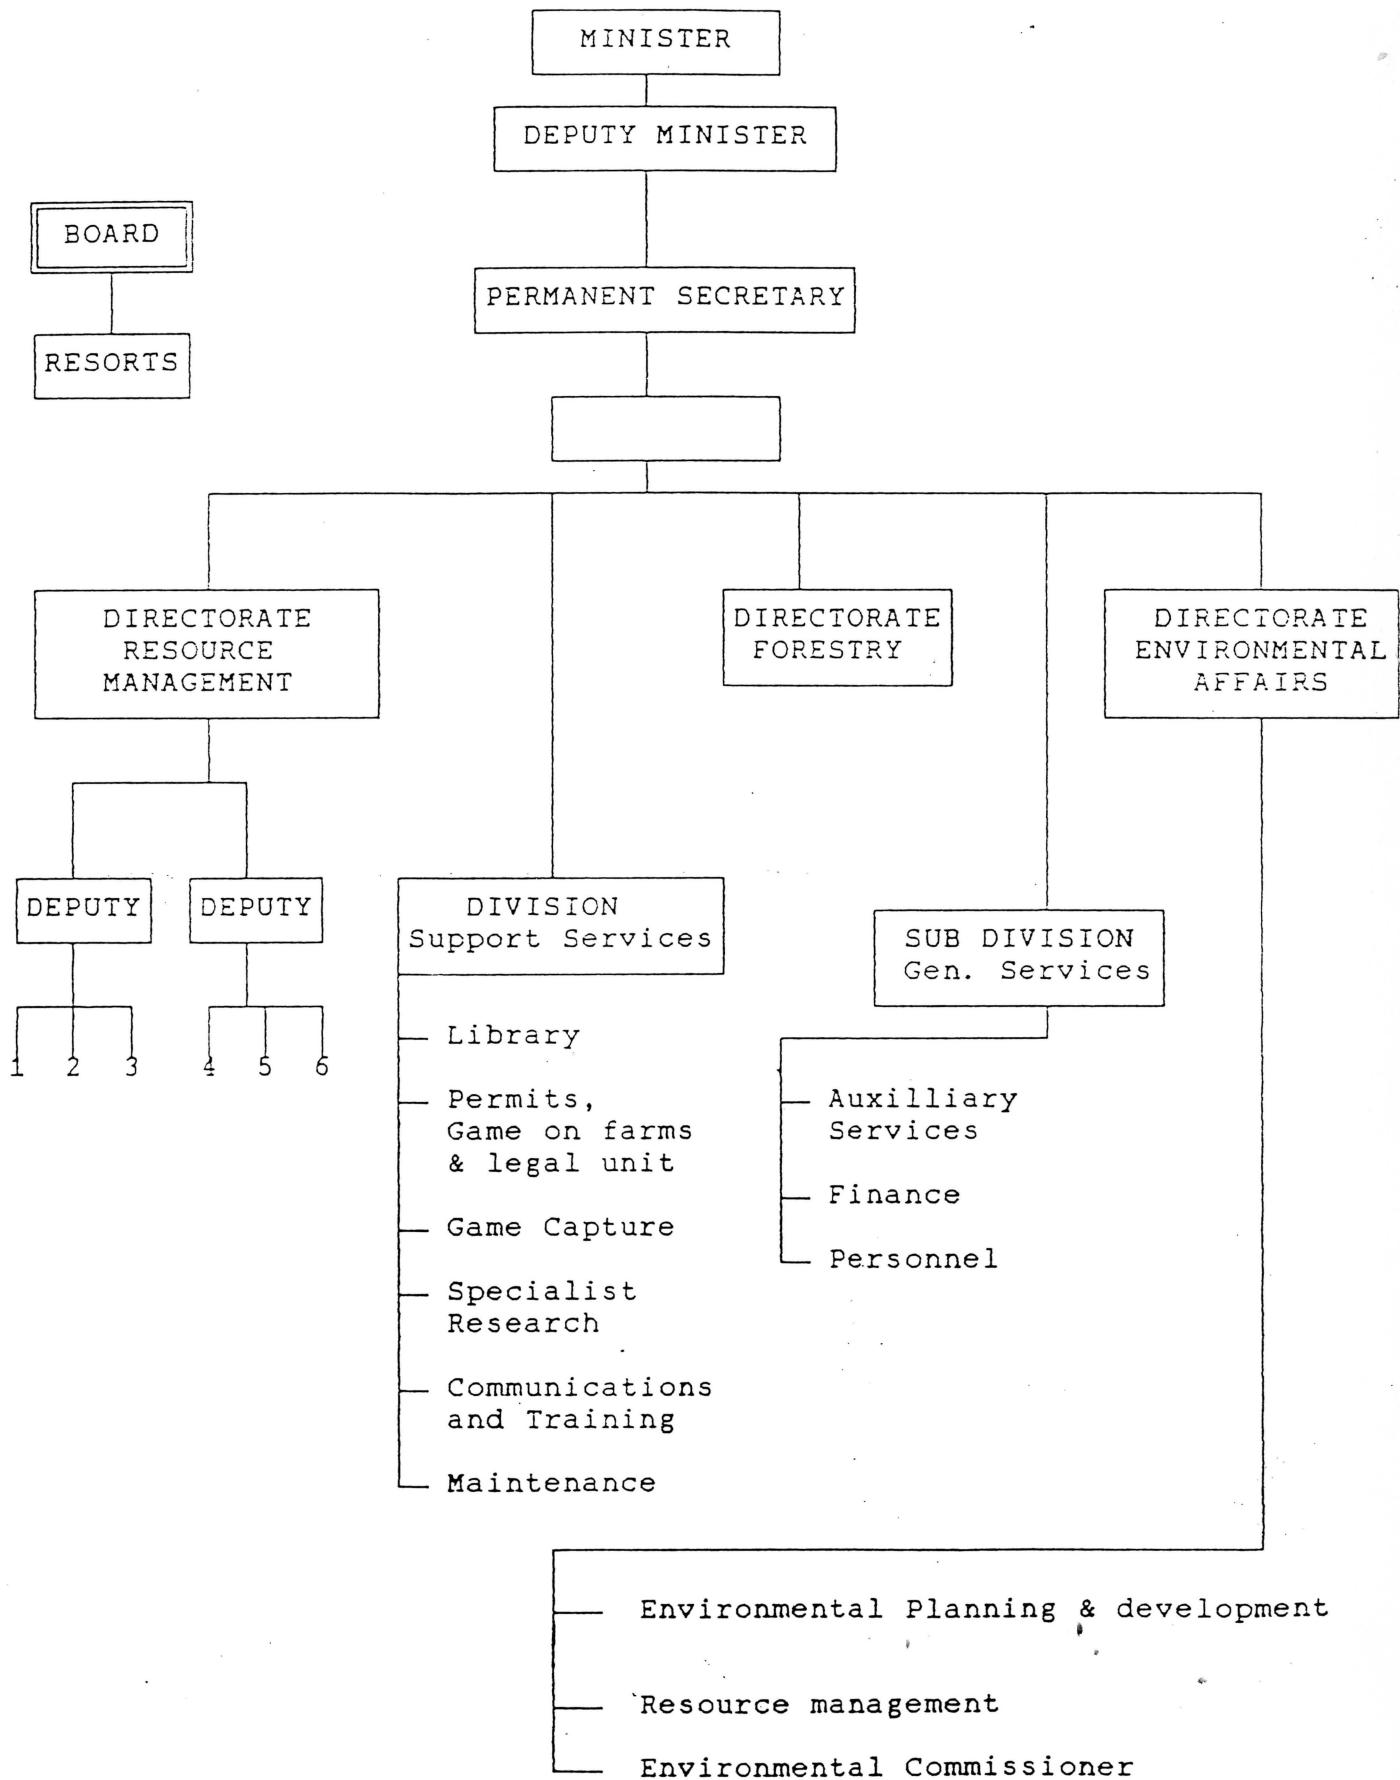 MINISTER
DEPUTY MINISTER
BOARD
PERMANENT SECRETARY
RESORTS
DIRECTORATE
RESOURCE
MANAGEMENT
DIRECTORATE
FORESTRY
DIRECTORATE
ENVIRONMENTAL
AFFAIRS
DEPUTY
DEPUTY
1 2 3 4 5 6
DIVISION
Support Services
Library
Permits,
Game on farms
& legal unit
Game Capture
Specialist
Research
Communications
and Training
Maintenance
SUB DIVISION
Gen. Services
Auxilliary
Services
Finance
Personnel
Environmental Planning & development
Resource management
Environmental Commissioner